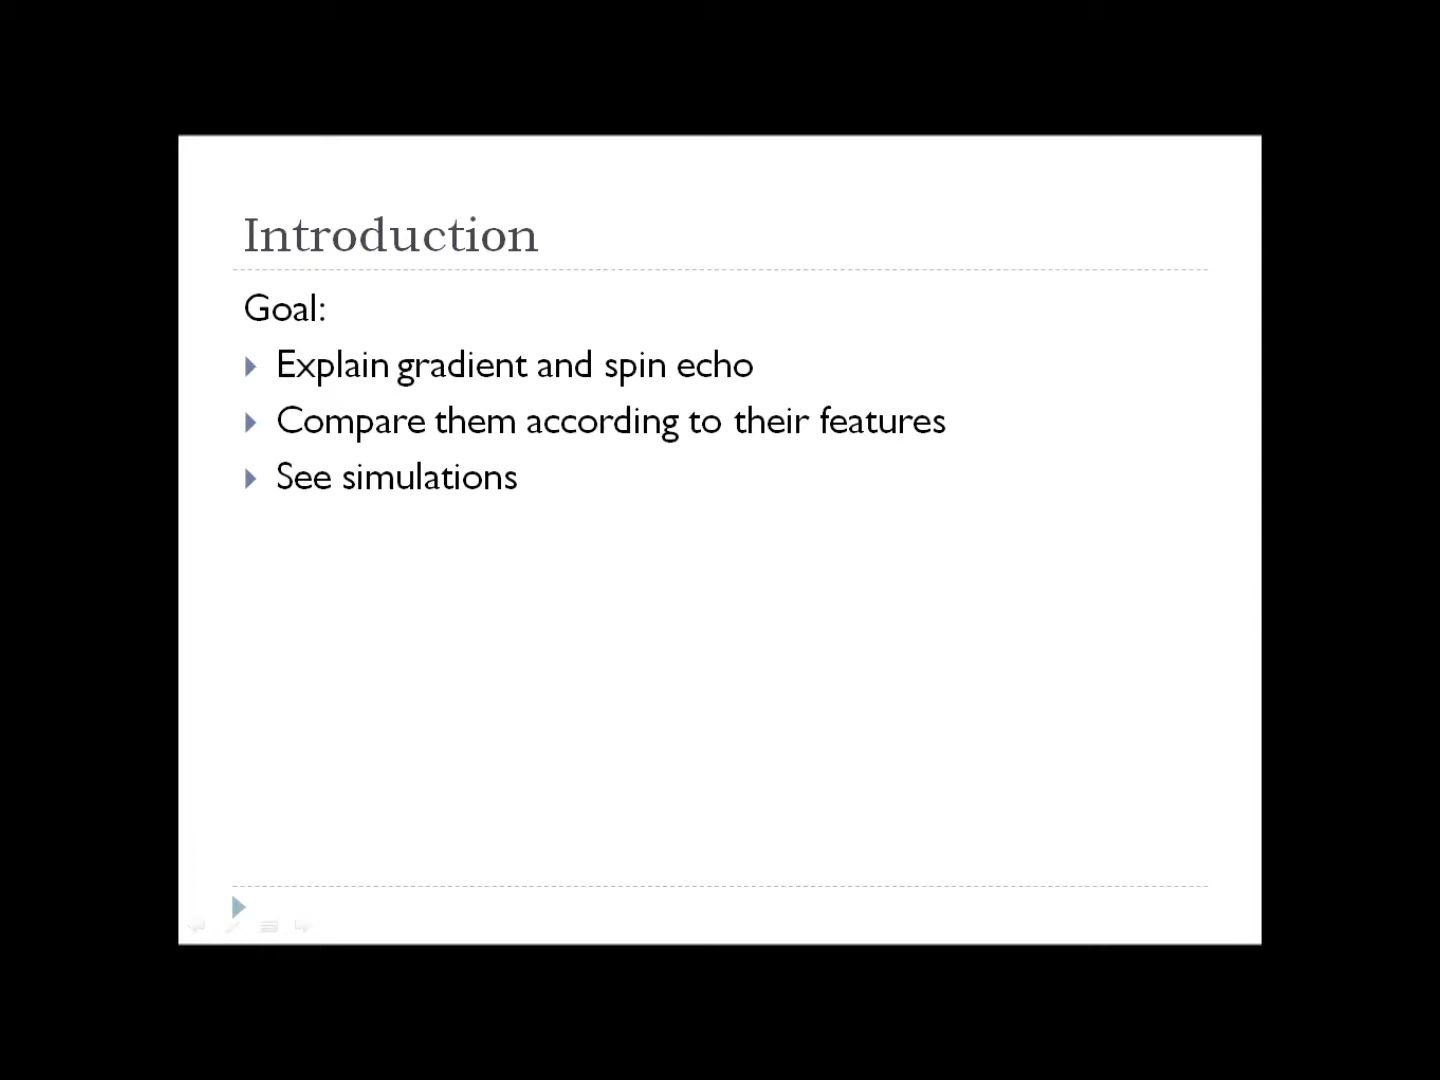 Introduction
Goal:
Explain gradient and spin echo
Compare them according to their features
See simulations